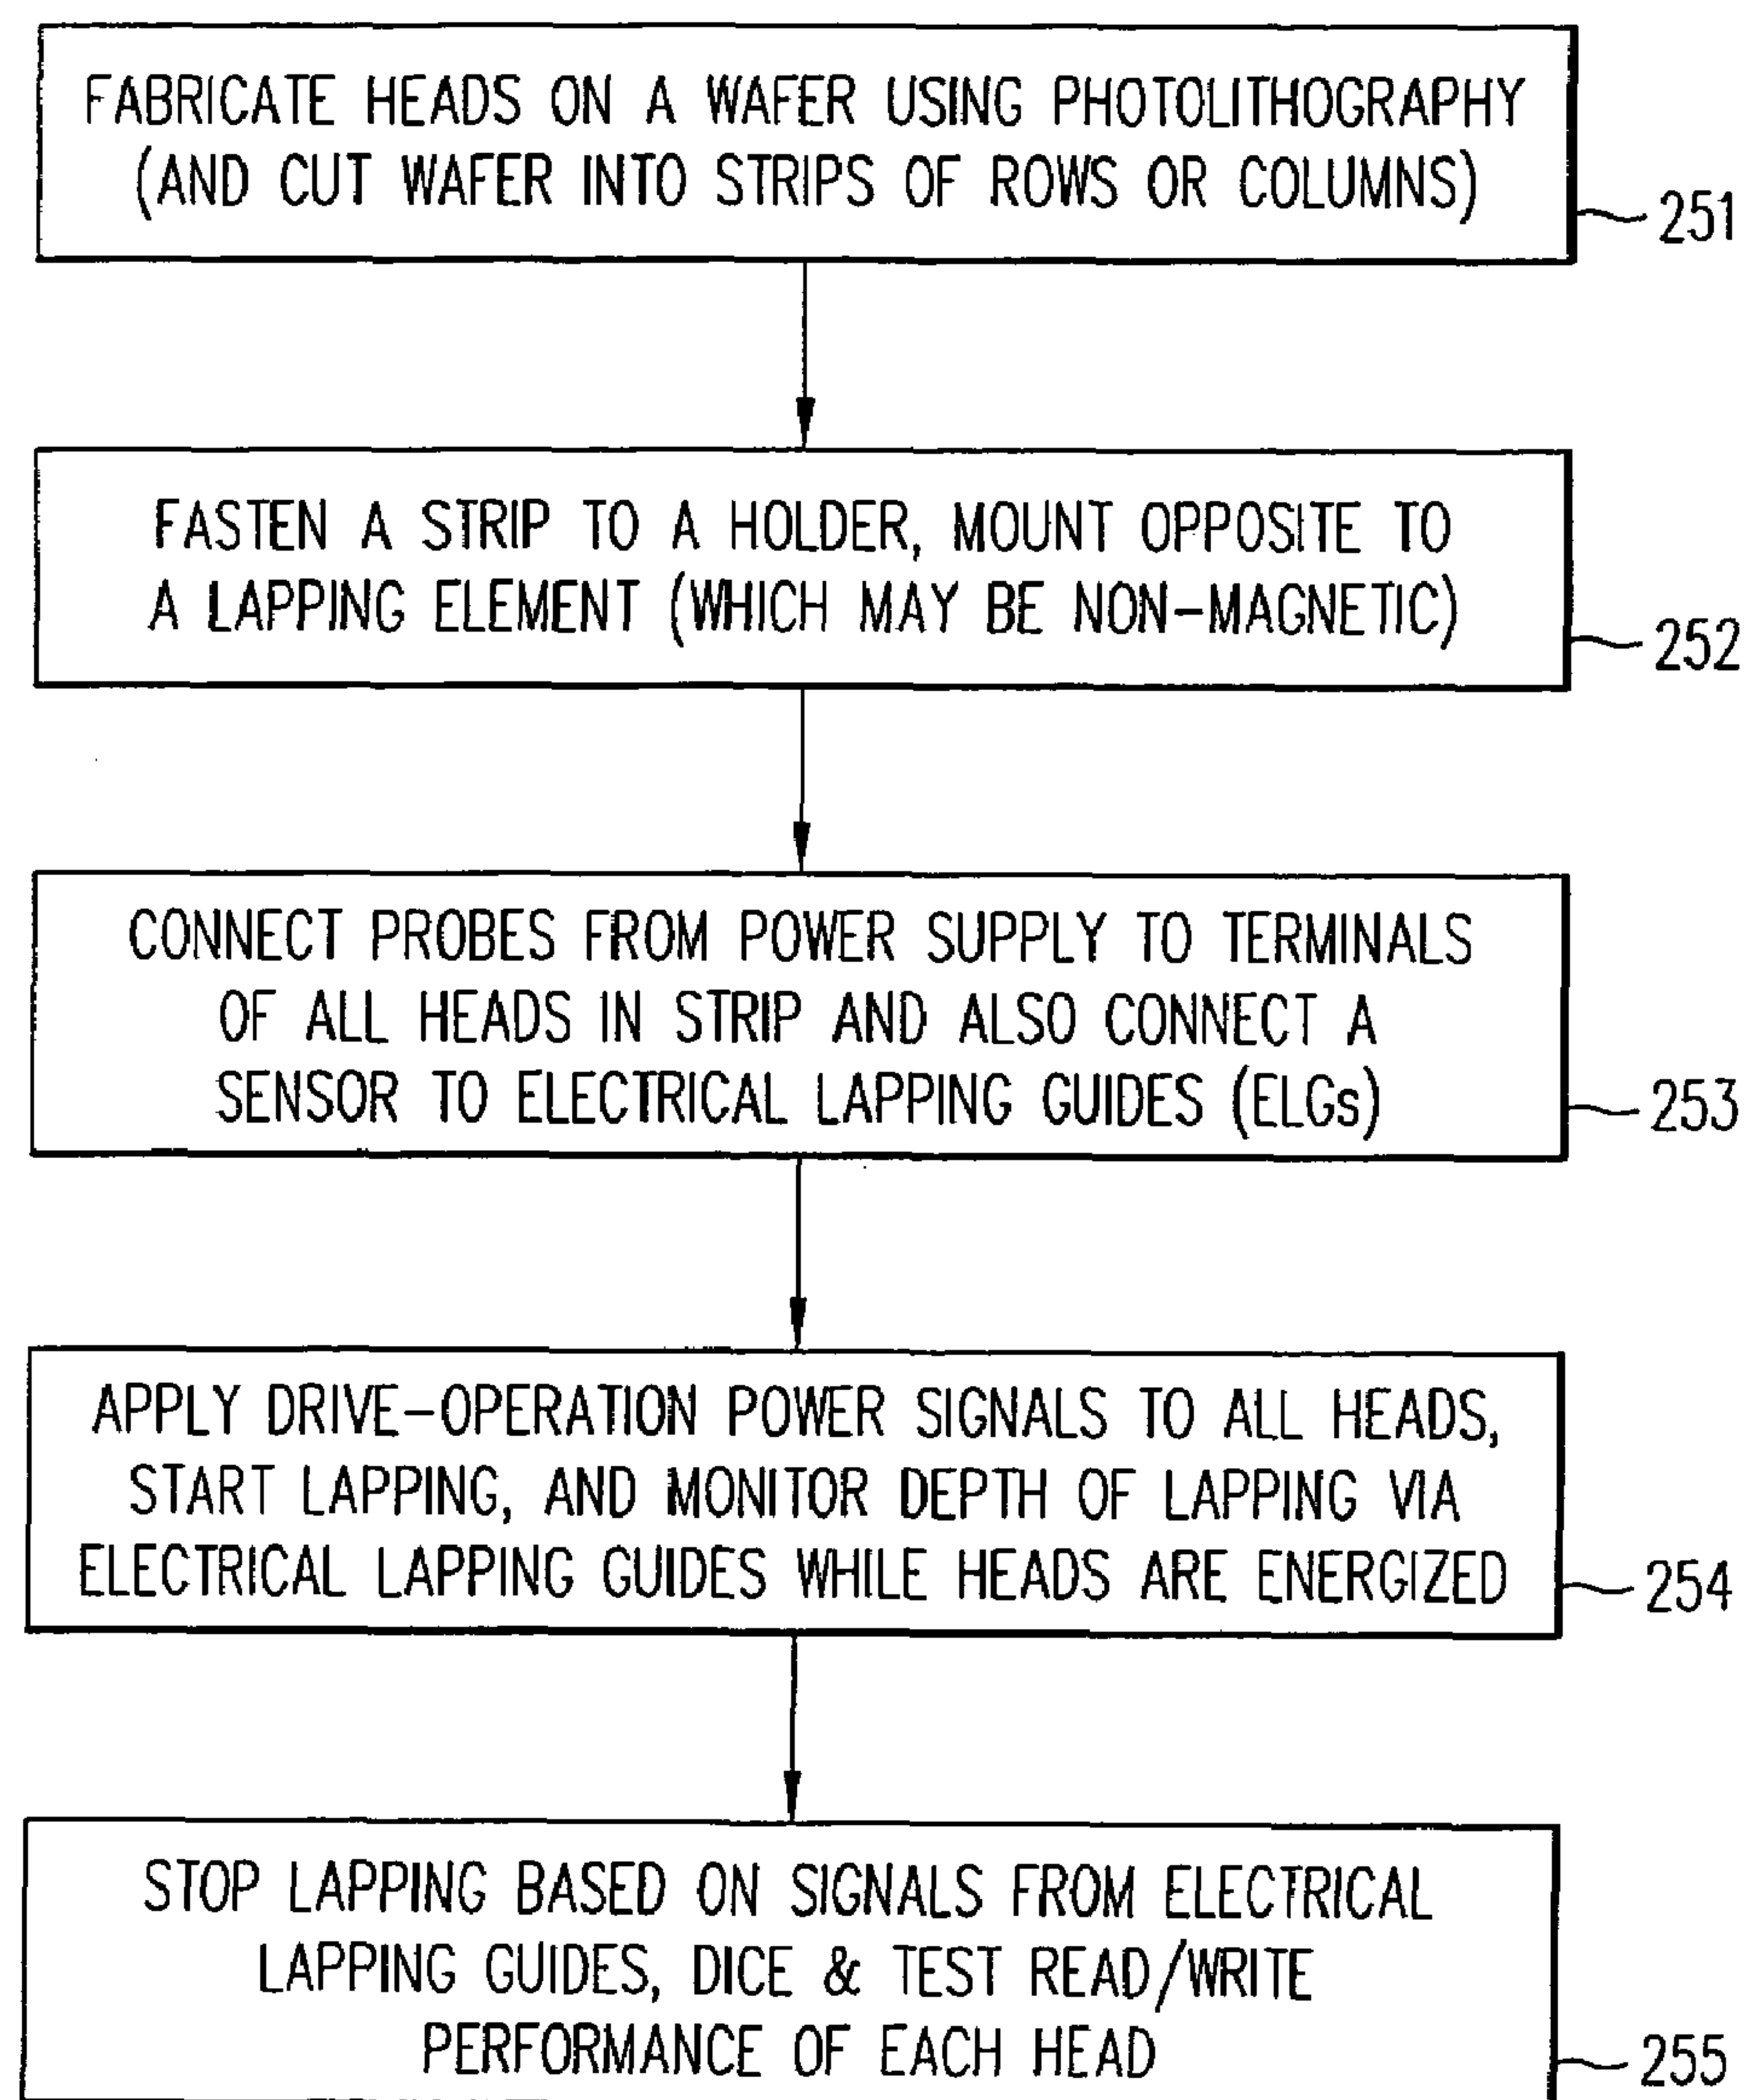 FABRICATE HEADS ON A WAFER USING PHOTOLITHOGRAPHY
(AND CUT WAFER INTO STRIPS OF ROWS OR COLUMNS)
251
FASTEN A STRIP TO A HOLDER, MOUNT OPPOSITE TO
A LAPPING ELEMENT (WHICH MAY BE NON-MAGNETIC)
252
CONNECT PROBES FROM POWER SUPPLY TO TERMINALS
OF ALL HEADS IN STRIP AND ALSO CONNECT A
SENSOR TO ELECTRICAL LAPPING GUIDES (ELGs)
253
APPLY DRIVE-OPERATION POWER SIGNALS TO ALL HEADS,
START LAPPING, AND MONITOR DEPTH OF LAPPING VIA
ELECTRICAL LAPPING GUIDES WHILE HEADS ARE ENERGIZED
254
STOP LAPPING BASED ON SIGNALS FROM ELECTRICAL
LAPPING GUIDES, DICE & TEST READ/WRITE
PERFORMANCE OF EACH HEAD
255